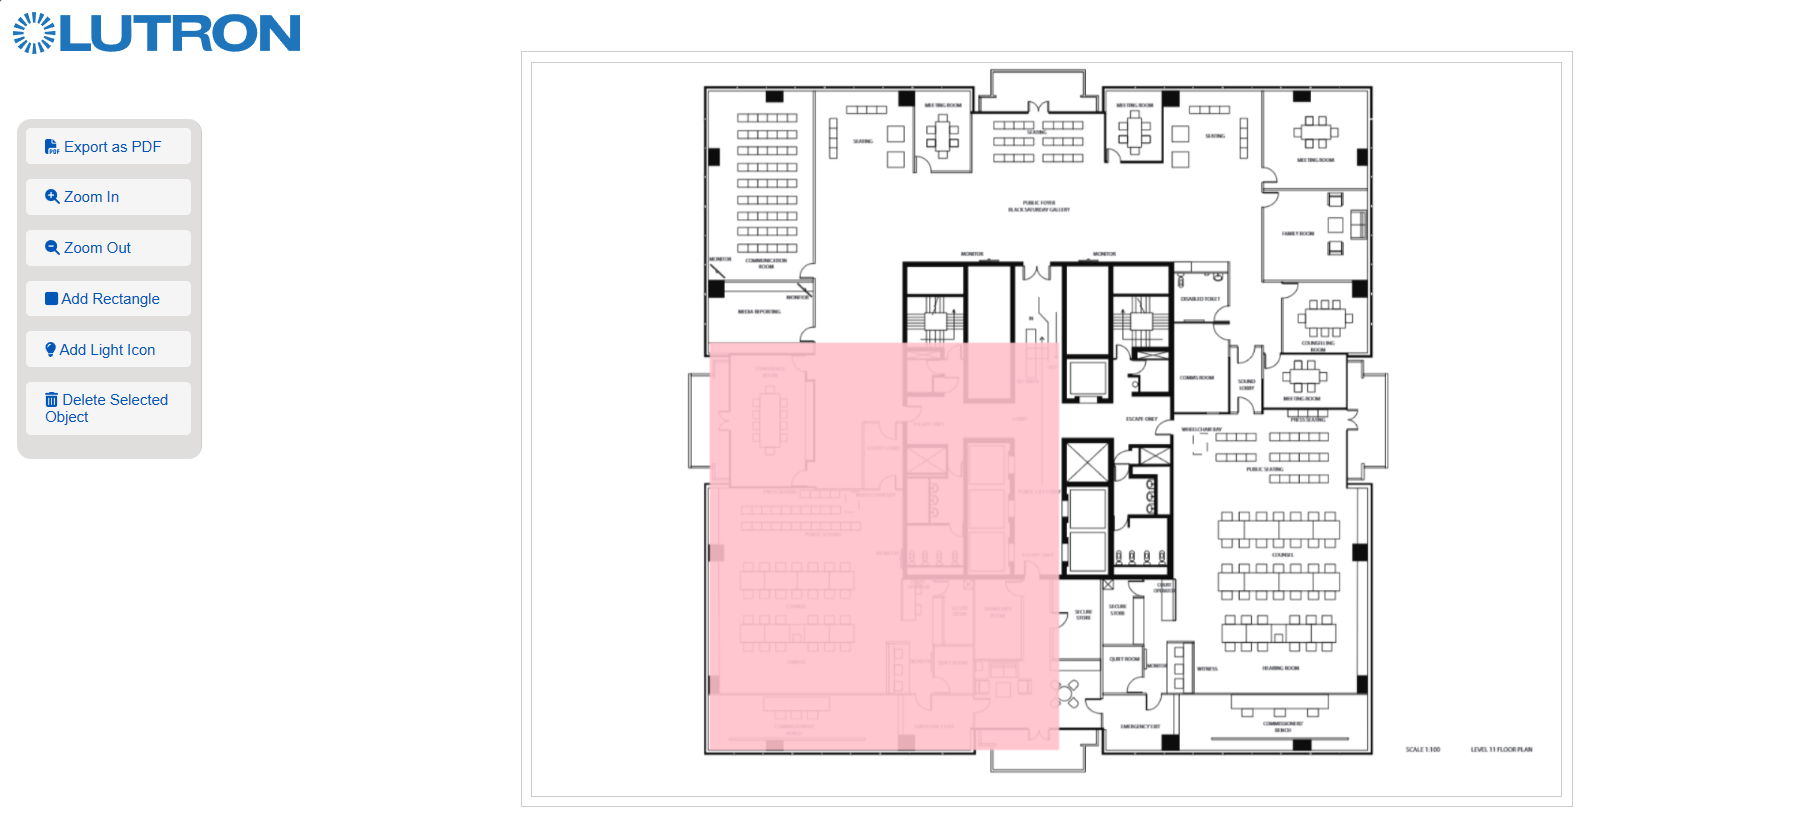 LUTRON
Export as PDF
Zoom In
Zoom Out
Add Rectangle
Add Light Icon
Delete Selected
Object
MEETING ROOM
MEETING ROOM
SEATING
SEATING
SEATING
MEETING ROOM
PUBLIC FOYER
BLACK SATURDAY GALLERY
FAMILY ROOM
MONITOR
MONITOR
MONITOR
COMMUNICATION
ROOM
MONITOR
MEDIA REPORTING
DISABLED TOILET
IN
COUNSELLING
ROOM
COMMS ROOM
SOUND
LOBBY
MEETING ROOM
ESCAPE ONLY
WHEELCHAIR BAY
PRESS SEATING
PUBLIC SEATING
COUNSEL
COURT
OPERATOR
SECURE
STORE
SECURE
STORE
QUIET ROOM
MONITOR
WITNESS
HEARING ROOM
EMERGENCY EXIT
COMMISSIONERS'
BENCH
SCALE 1:100
LEVEL 11 FLOOR PLAN